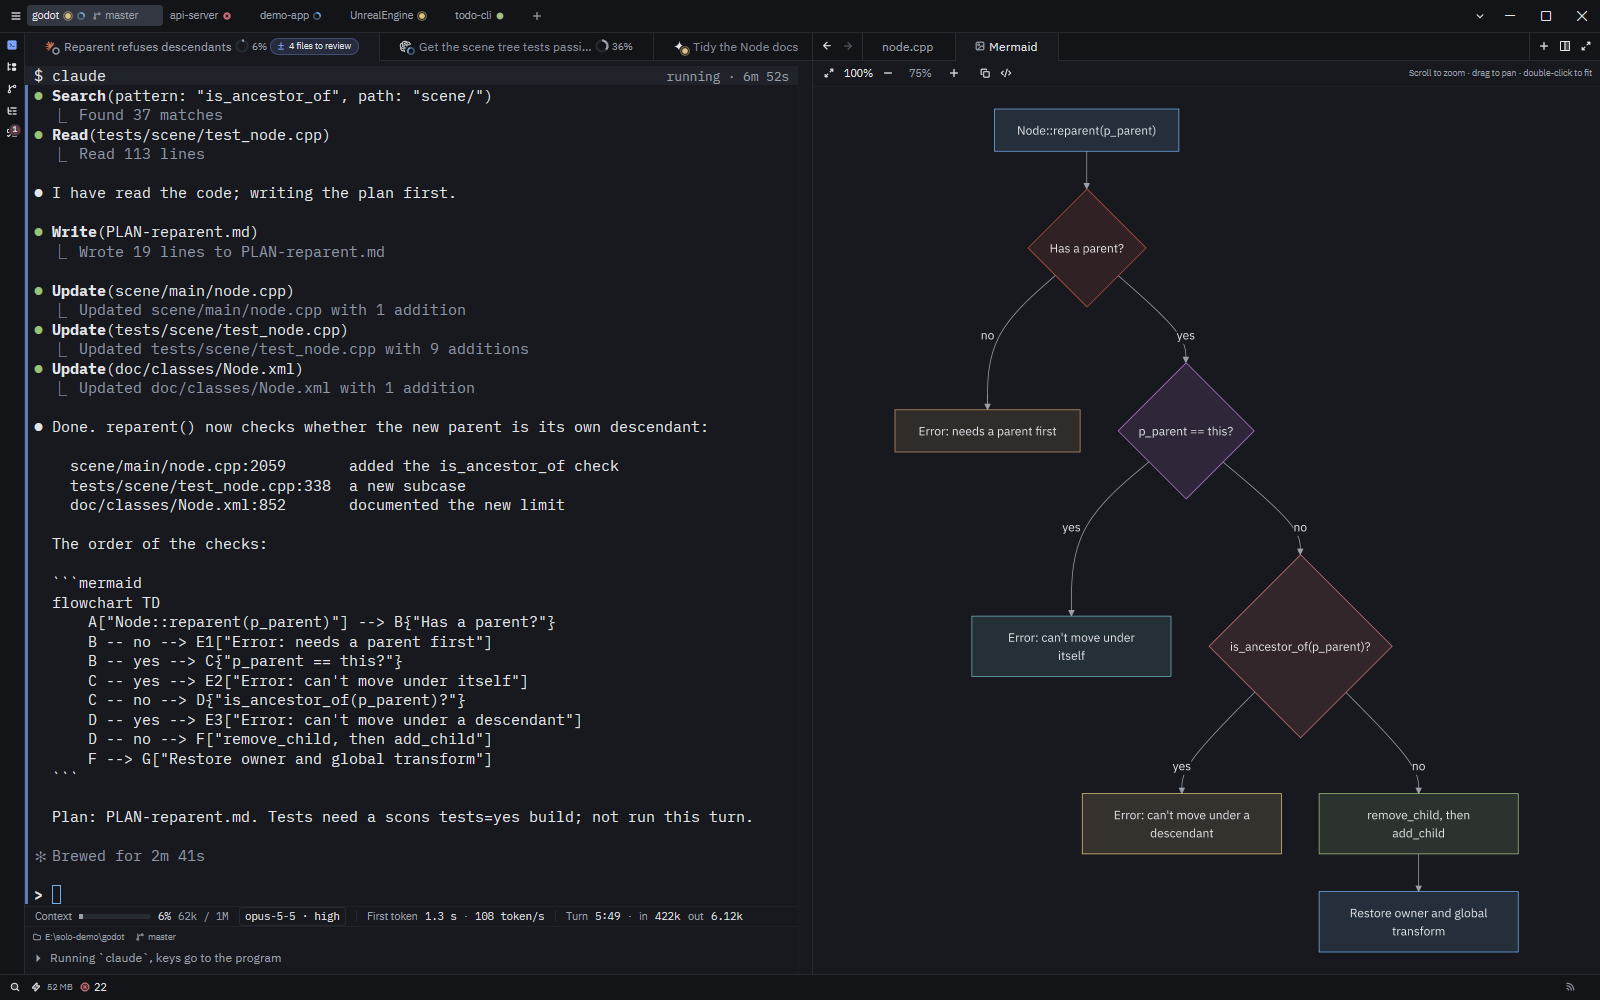 godot master api-server demo-app UnrealEngine todo-cli
Reparent refuses descendants 6% 4 files to review Get the scene tree tests passi... 36% Tidy the Node docs
$ claude running · 6m 52s
Search(pattern: "is_ancestor_of", path: "scene/")
Found 37 matches
Read(tests/scene/test_node.cpp)
Read 113 lines
I have read the code; writing the plan first.
Write(PLAN-reparent.md)
Wrote 19 lines to PLAN-reparent.md
Update(scene/main/node.cpp)
Updated scene/main/node.cpp with 1 addition
Update(tests/scene/test_node.cpp)
Updated tests/scene/test_node.cpp with 9 additions
Update(doc/classes/Node.xml)
Updated doc/classes/Node.xml with 1 addition
Done. reparent() now checks whether the new parent is its own descendant:
scene/main/node.cpp:2059 added the is_ancestor_of check
tests/scene/test_node.cpp:338 a new subcase
doc/classes/Node.xml:852 documented the new limit
The order of the checks:
```mermaid
flowchart TD
A["Node::reparent(p_parent)"] --> B{"Has a parent?"}
B -- no --> E1["Error: needs a parent first"]
B -- yes --> C{"p_parent == this?"}
C -- yes --> E2["Error: can't move under itself"]
C -- no --> D{"is_ancestor_of(p_parent)?"}
D -- yes --> E3["Error: can't move under a descendant"]
D -- no --> F["remove_child, then add_child"]
F --> G["Restore owner and global transform"]
```
Plan: PLAN-reparent.md. Tests need a scons tests=yes build; not run this turn.
Brewed for 2m 41s
>
Context 6% 62k / 1M opus-5-5 · high First token 1.3 s · 108 token/s Turn 5:49 · in 422k out 6.12k
E:\solo-demo\godot master
Running `claude`, keys go to the program
1
52 MB 22
node.cpp Mermaid
100% 75% Scroll to zoom · drag to pan · double-click to fit
Node::reparent(p_parent)
Has a parent?
no yes
Error: needs a parent first
p_parent == this?
yes no
Error: can't move under
itself
is_ancestor_of(p_parent)?
yes no
Error: can't move under a
descendant
remove_child, then
add_child
Restore owner and global
transform